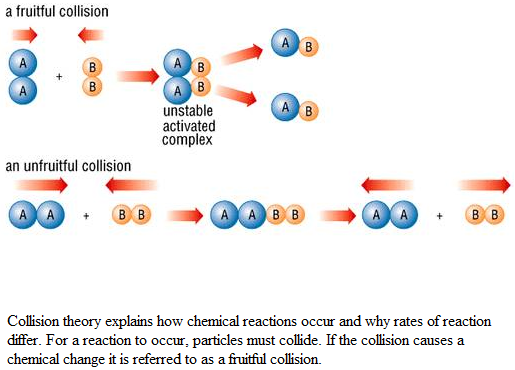 a fruitful collision
A B
A + B A B
A B A B
unstable
activated
complex
A B
an unfruitful collision
A A + B B A A B B A A + B B
Collision theory explains how chemical reactions occur and why rates of reaction
differ. For a reaction to occur, particles must collide. If the collision causes a
chemical change it is referred to as a fruitful collision.